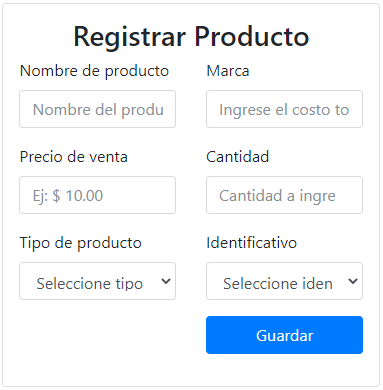 Registrar Producto
Nombre de producto
Marca
Nombre del produ
Ingrese el costo to
Precio de venta
Cantidad
Ej: $ 10.00
Cantidad a ingre
Tipo de producto
Identificativo
Seleccione tipo
Seleccione iden
Guardar